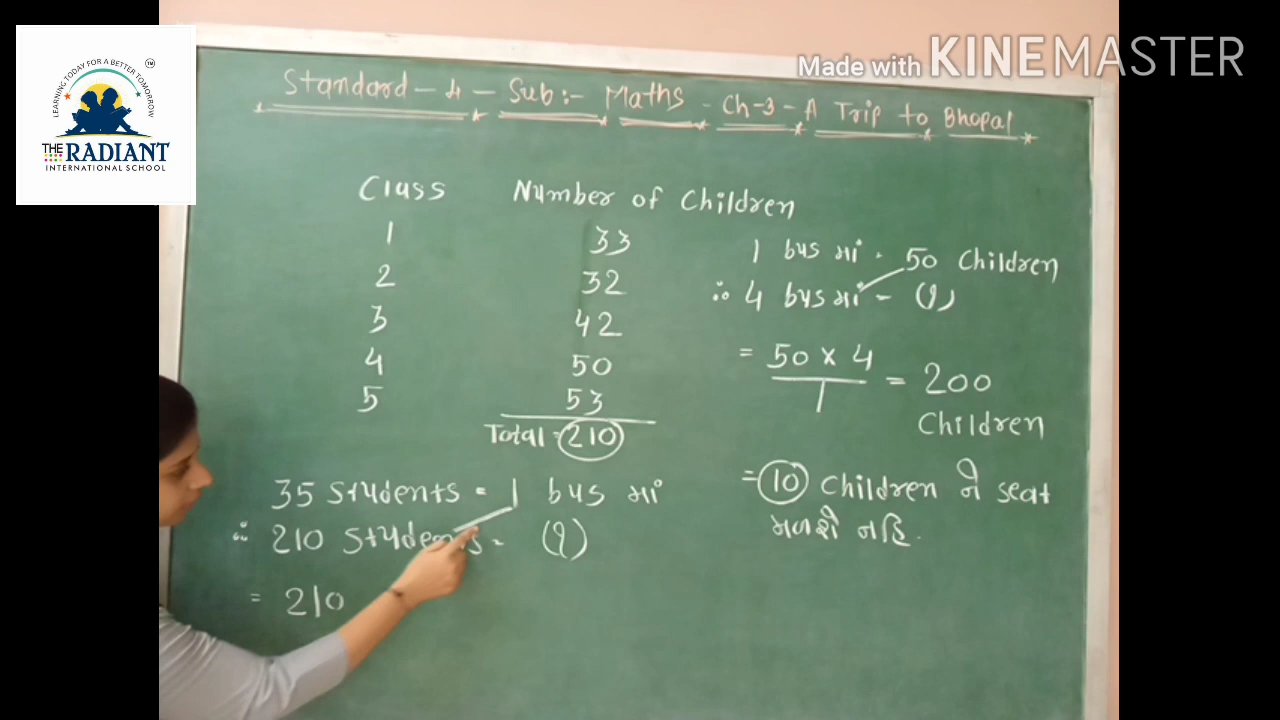 LEARNING TODAY FOR A BETTER TOMORROW
TM
THE RADIANT
INTERNATIONAL SCHOOL
Made with KINEMASTER
Standard - 4 - Sub:- Maths - Ch-3 - A Trip to Bhopal
Class Number of Children
1 33
2 32
3 42
4 50
5 53
Total = 210
35 Students = 1 bus માં
∴ 210 Students = (?)
= 210
1 bus માં = 50 Children
∴ 4 bus માં = (?)
= 50 x 4 / 1 = 200
Children
= 10 Children ને seat
મળશે નહિ.